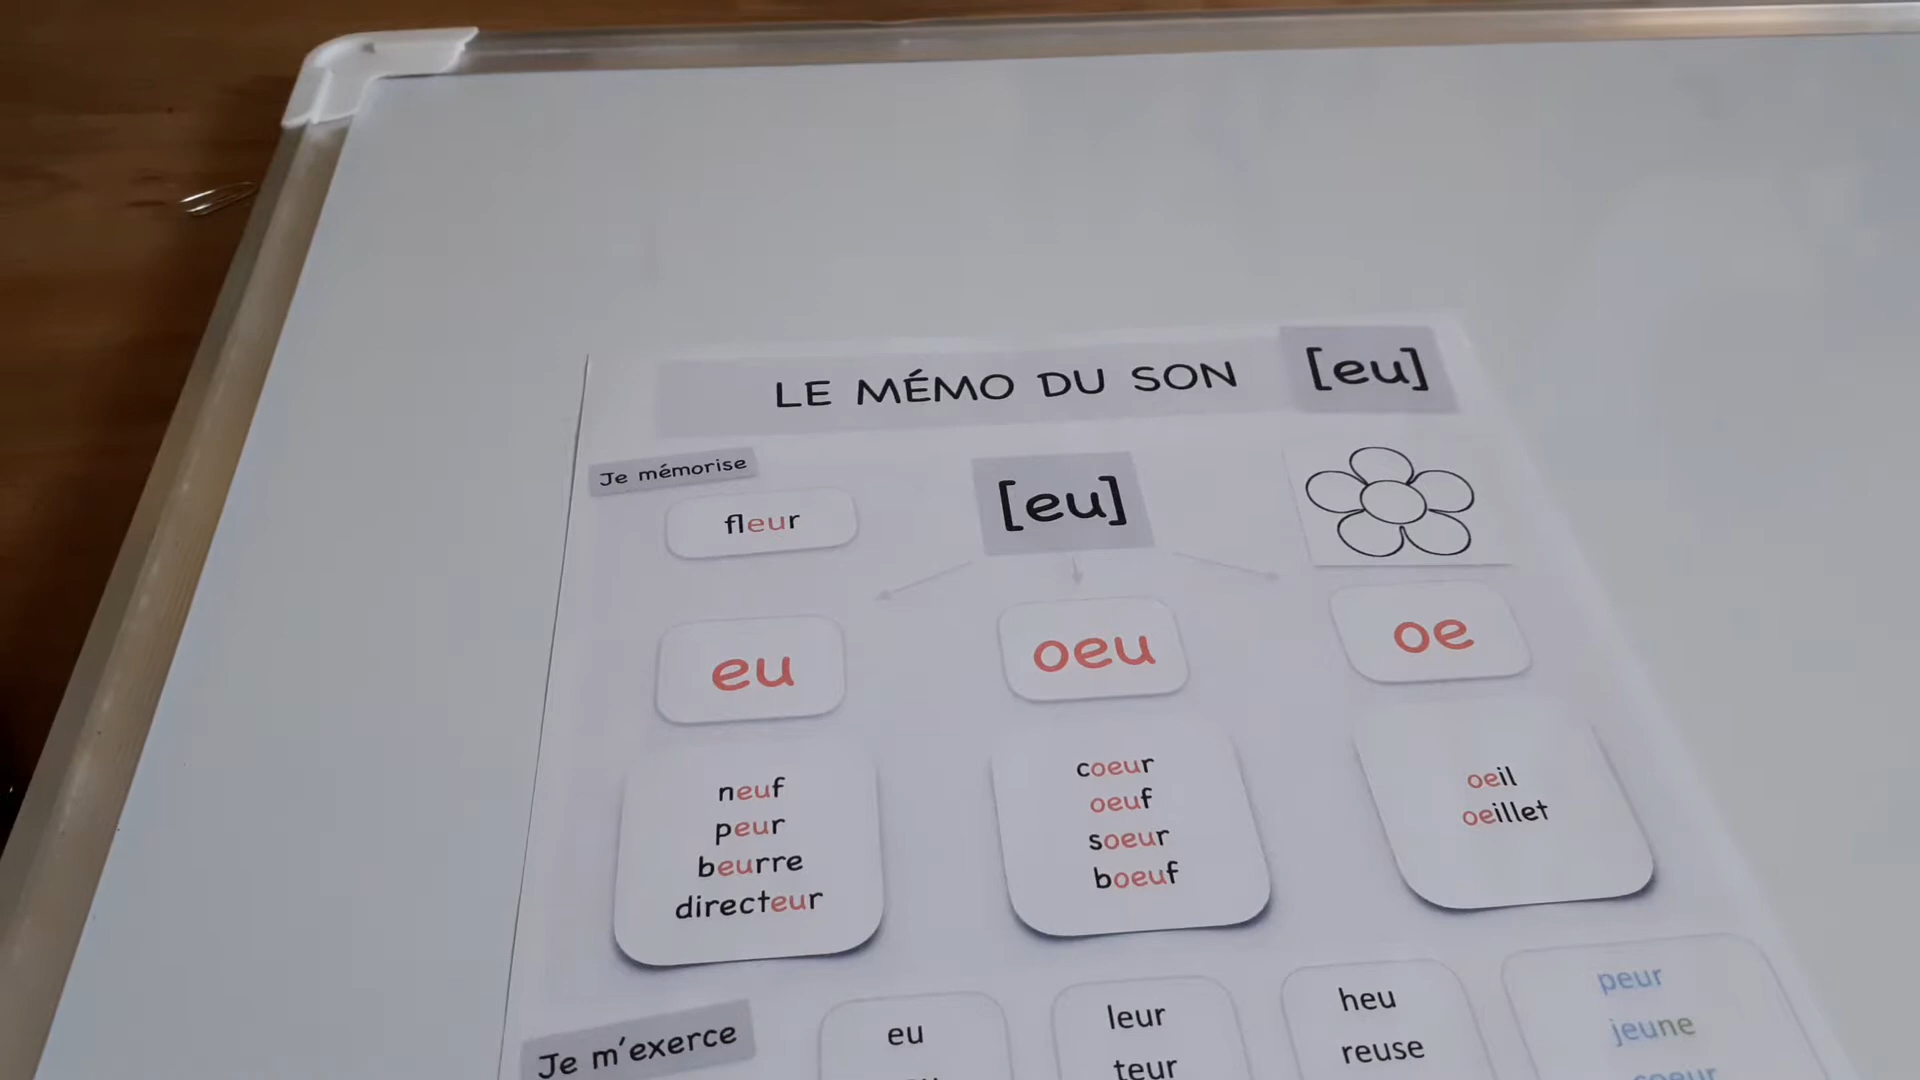 LE MÉMO DU SON [eu]
Je mémorise
fleur
[eu]
eu
oeu
oe
neuf
peur
beurre
directeur
coeur
oeuf
soeur
boeuf
oeil
oeillet
Je m'exerce
eu
leur
teur
heu
reuse
peur
jeune
coeur